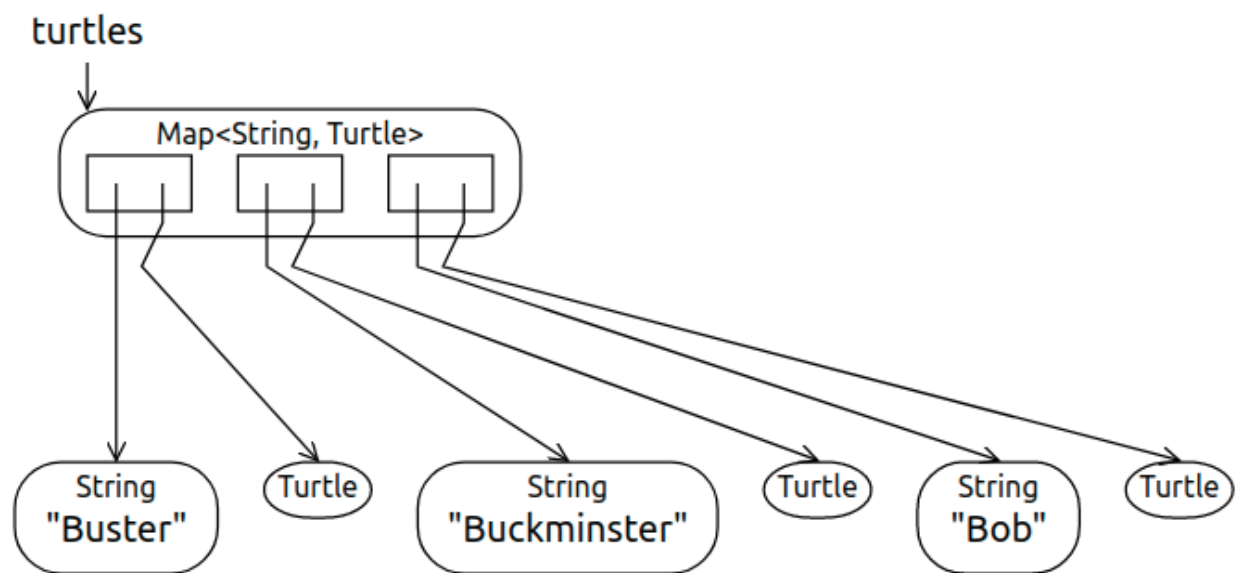 turtles
Map<String, Turtle>
String
"Buster"
Turtle
String
"Buckminster"
Turtle
String
"Bob"
Turtle